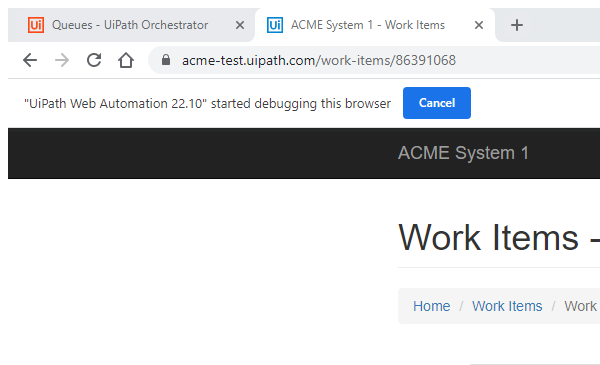 Ui Queues - UiPath Orchestrator
Ui ACME System 1 - Work Items
acme-test.uipath.com/work-items/86391068
"UiPath Web Automation 22.10" started debugging this browser Cancel
ACME System 1
Work Items -
Home / Work Items / Work